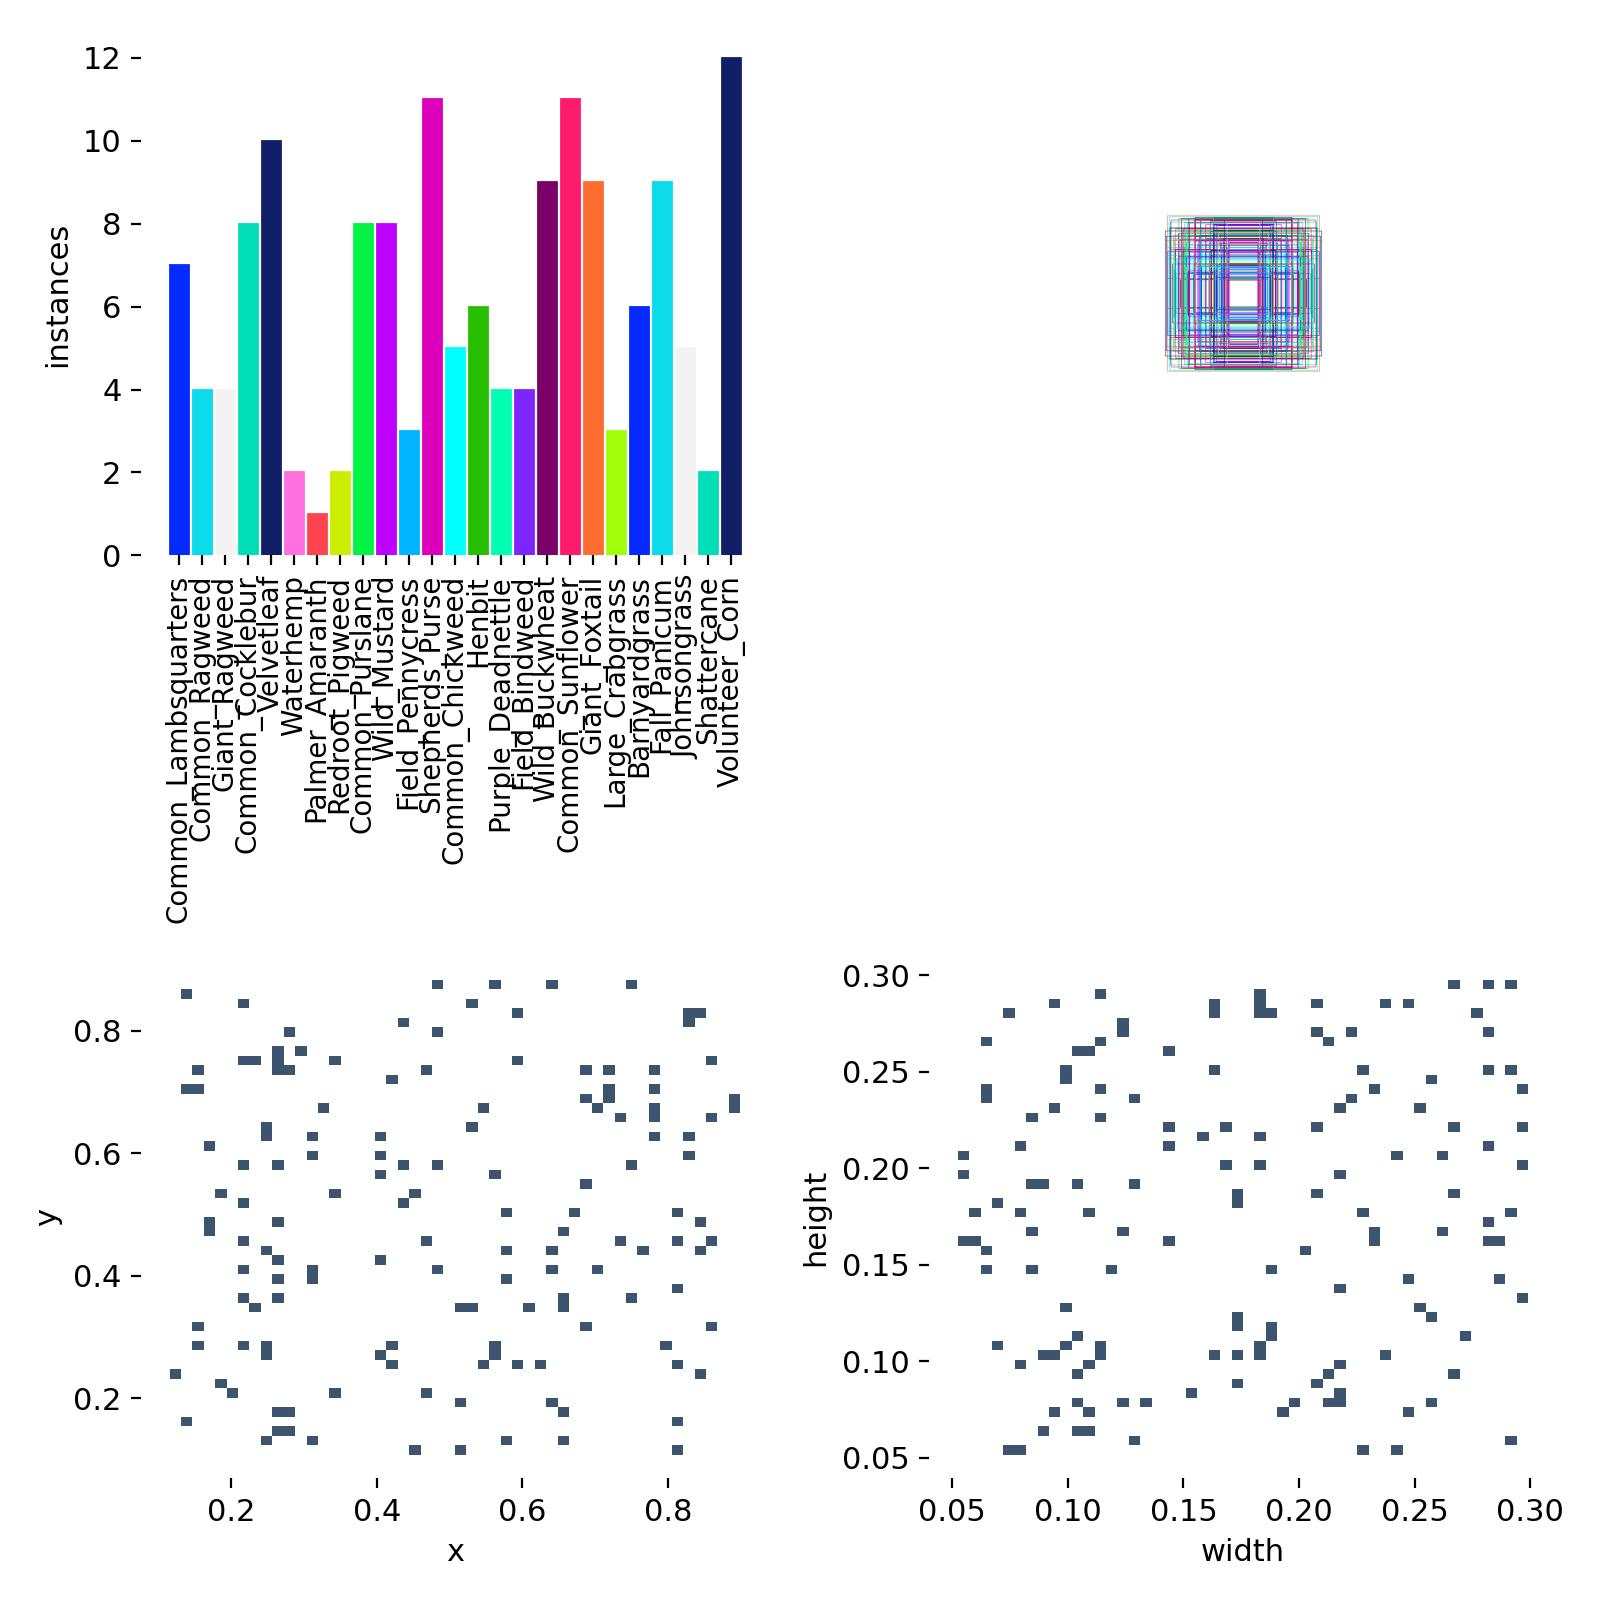 12
10
8
6
4
2
0
instances
Common_Lambsquarters
Common_Ragweed
Giant_Ragweed
Common_Cocklebur
Velvetleaf
Waterhemp
Palmer_Amaranth
Redroot_Pigweed
Common_Purslane
Wild_Mustard
Field_Pennycress
Shepherds_Purse
Common_Chickweed
Henbit
Purple_Deadnettle
Field_Bindweed
Wild_Buckwheat
Common_Sunflower
Giant_Foxtail
Large_Crabgrass
Barnyardgrass
Fall_Panicum
Johnsongrass
Shattercane
Volunteer_Corn
0.8
0.6
0.4
0.2
y
0.2 0.4 0.6 0.8
x
0.30
0.25
0.20
0.15
0.10
0.05
height
0.05 0.10 0.15 0.20 0.25 0.30
width